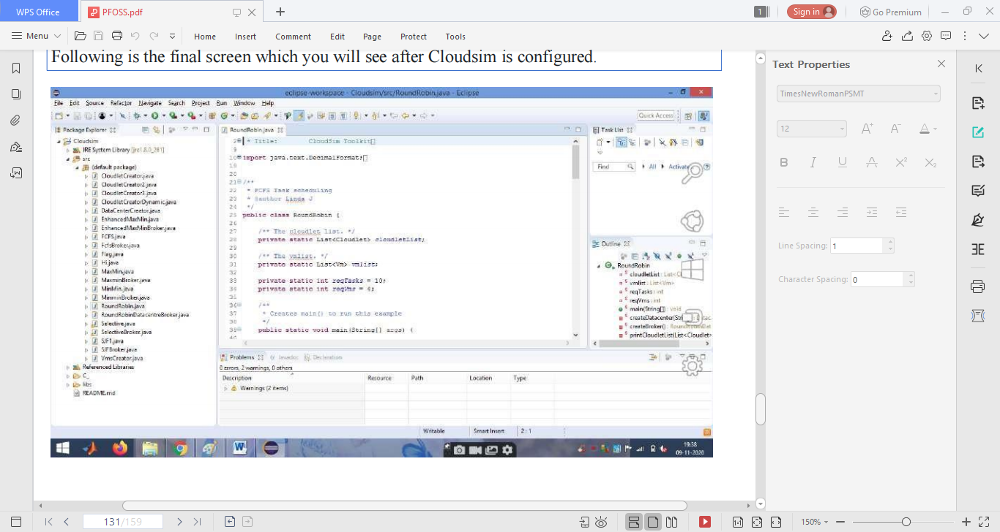 WPS Office
PFOSS.pdf
1
Sign in
Go Premium
Menu
Home
Insert
Comment
Edit
Page
Protect
Tools
Following is the final screen which you will see after Cloudsim is configured.
Text Properties
TimesNewRomanPSMT
12
Line Spacing: 1
Character Spacing: 0
eclipse-workspace - Cloudsim/src/RoundRobin.java - Eclipse
File Edit Source Refactor Navigate Search Project Run Window Help
Quick Access
Package Explorer
Cloudsim
JRE System Library [jre1.8.0_261]
src
(default package)
CloudletCreator.java
CloudletCreator2.java
CloudletCreator3.java
CloudletCreatorDynamic.java
DataCenterCreator.java
EnhancedMaxMin.java
EnhancedMaxMinBroker.java
FCFS.java
FcfsBroker.java
Flag.java
Hi.java
MaxMin.java
MaxminBroker.java
MinMin.java
MinminBroker.java
RoundRobin.java
RoundRobinDatacentreBroker.java
Selective.java
SelectiveBroker.java
SJF1.java
SJFBroker.java
VmsCreator.java
Referenced Libraries
C_
libs
README.md
RoundRobin.java
2 * Title: CloudSim Toolkit
9
10 import java.text.DecimalFormat;
19
20
21 /**
22 * FCFS Task scheduling
23 * @author Linda J
24 */
25 public class RoundRobin {
26
27 /** The cloudlet list. */
28 private static List<Cloudlet> cloudletList;
29
30 /** The vmlist. */
31 private static List<Vm> vmlist;
32
33 private static int reqTasks = 10;
34 private static int reqVms = 4;
35
36 /**
37 * Creates main() to run this example
38 */
39 public static void main(String[] args) {
40
Task List
Find
All
Activate
Outline
RoundRobin
cloudletList : List<Cl
vmlist : List<Vm>
reqTasks : int
reqVms : int
main(String[]) : void
createDatacenter(Stri
createBroker() : RoundRobinDat
printCloudletList(List<Cloudlet>
Problems
Javadoc
Declaration
0 errors, 2 warnings, 0 others
Description
Resource
Path
Location
Type
Warnings (2 items)
Writable
Smart Insert
2 : 1
19:38
09-11-2020
131/159
150%